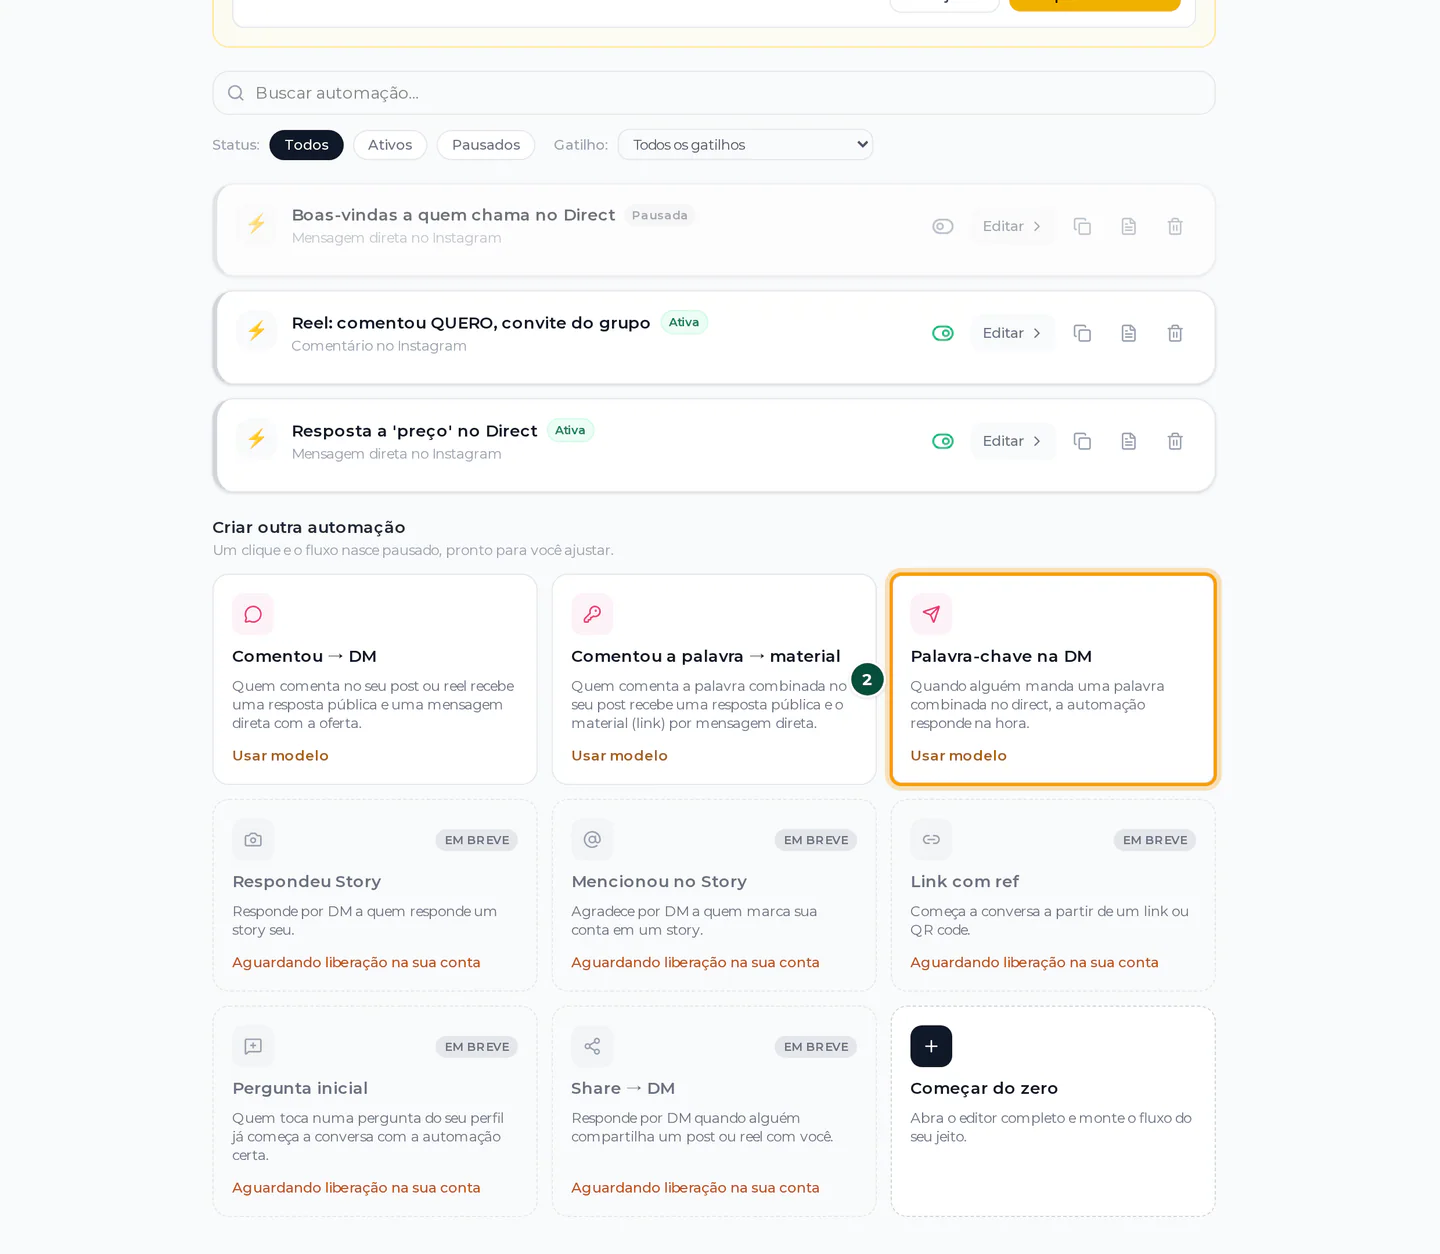 Buscar automação...
Status: Todos Ativos Pausados Gatilho: Todos os gatilhos
Boas-vindas a quem chama no Direct Pausada
Mensagem direta no Instagram
Editar
Reel: comentou QUERO, convite do grupo Ativa
Comentário no Instagram
Editar
Resposta a 'preço' no Direct Ativa
Mensagem direta no Instagram
Editar
Criar outra automação
Um clique e o fluxo nasce pausado, pronto para você ajustar.
Comentou → DM
Quem comenta no seu post ou reel recebe
uma resposta pública e uma mensagem
direta com a oferta.
Usar modelo
Comentou a palavra → material
Quem comenta a palavra combinada no
seu post recebe uma resposta pública e o
material (link) por mensagem direta.
Usar modelo
2
Palavra-chave na DM
Quando alguém manda uma palavra
combinada no direct, a automação
responde na hora.
Usar modelo
EM BREVE
Respondeu Story
Responde por DM a quem responde um
story seu.
Aguardando liberação na sua conta
EM BREVE
Mencionou no Story
Agradece por DM a quem marca sua
conta em um story.
Aguardando liberação na sua conta
EM BREVE
Link com ref
Começa a conversa a partir de um link ou
QR code.
Aguardando liberação na sua conta
EM BREVE
Pergunta inicial
Quem toca numa pergunta do seu perfil
já começa a conversa com a automação
certa.
Aguardando liberação na sua conta
EM BREVE
Share → DM
Responde por DM quando alguém
compartilha um post ou reel com você.
Aguardando liberação na sua conta
Começar do zero
Abra o editor completo e monte o fluxo do
seu jeito.